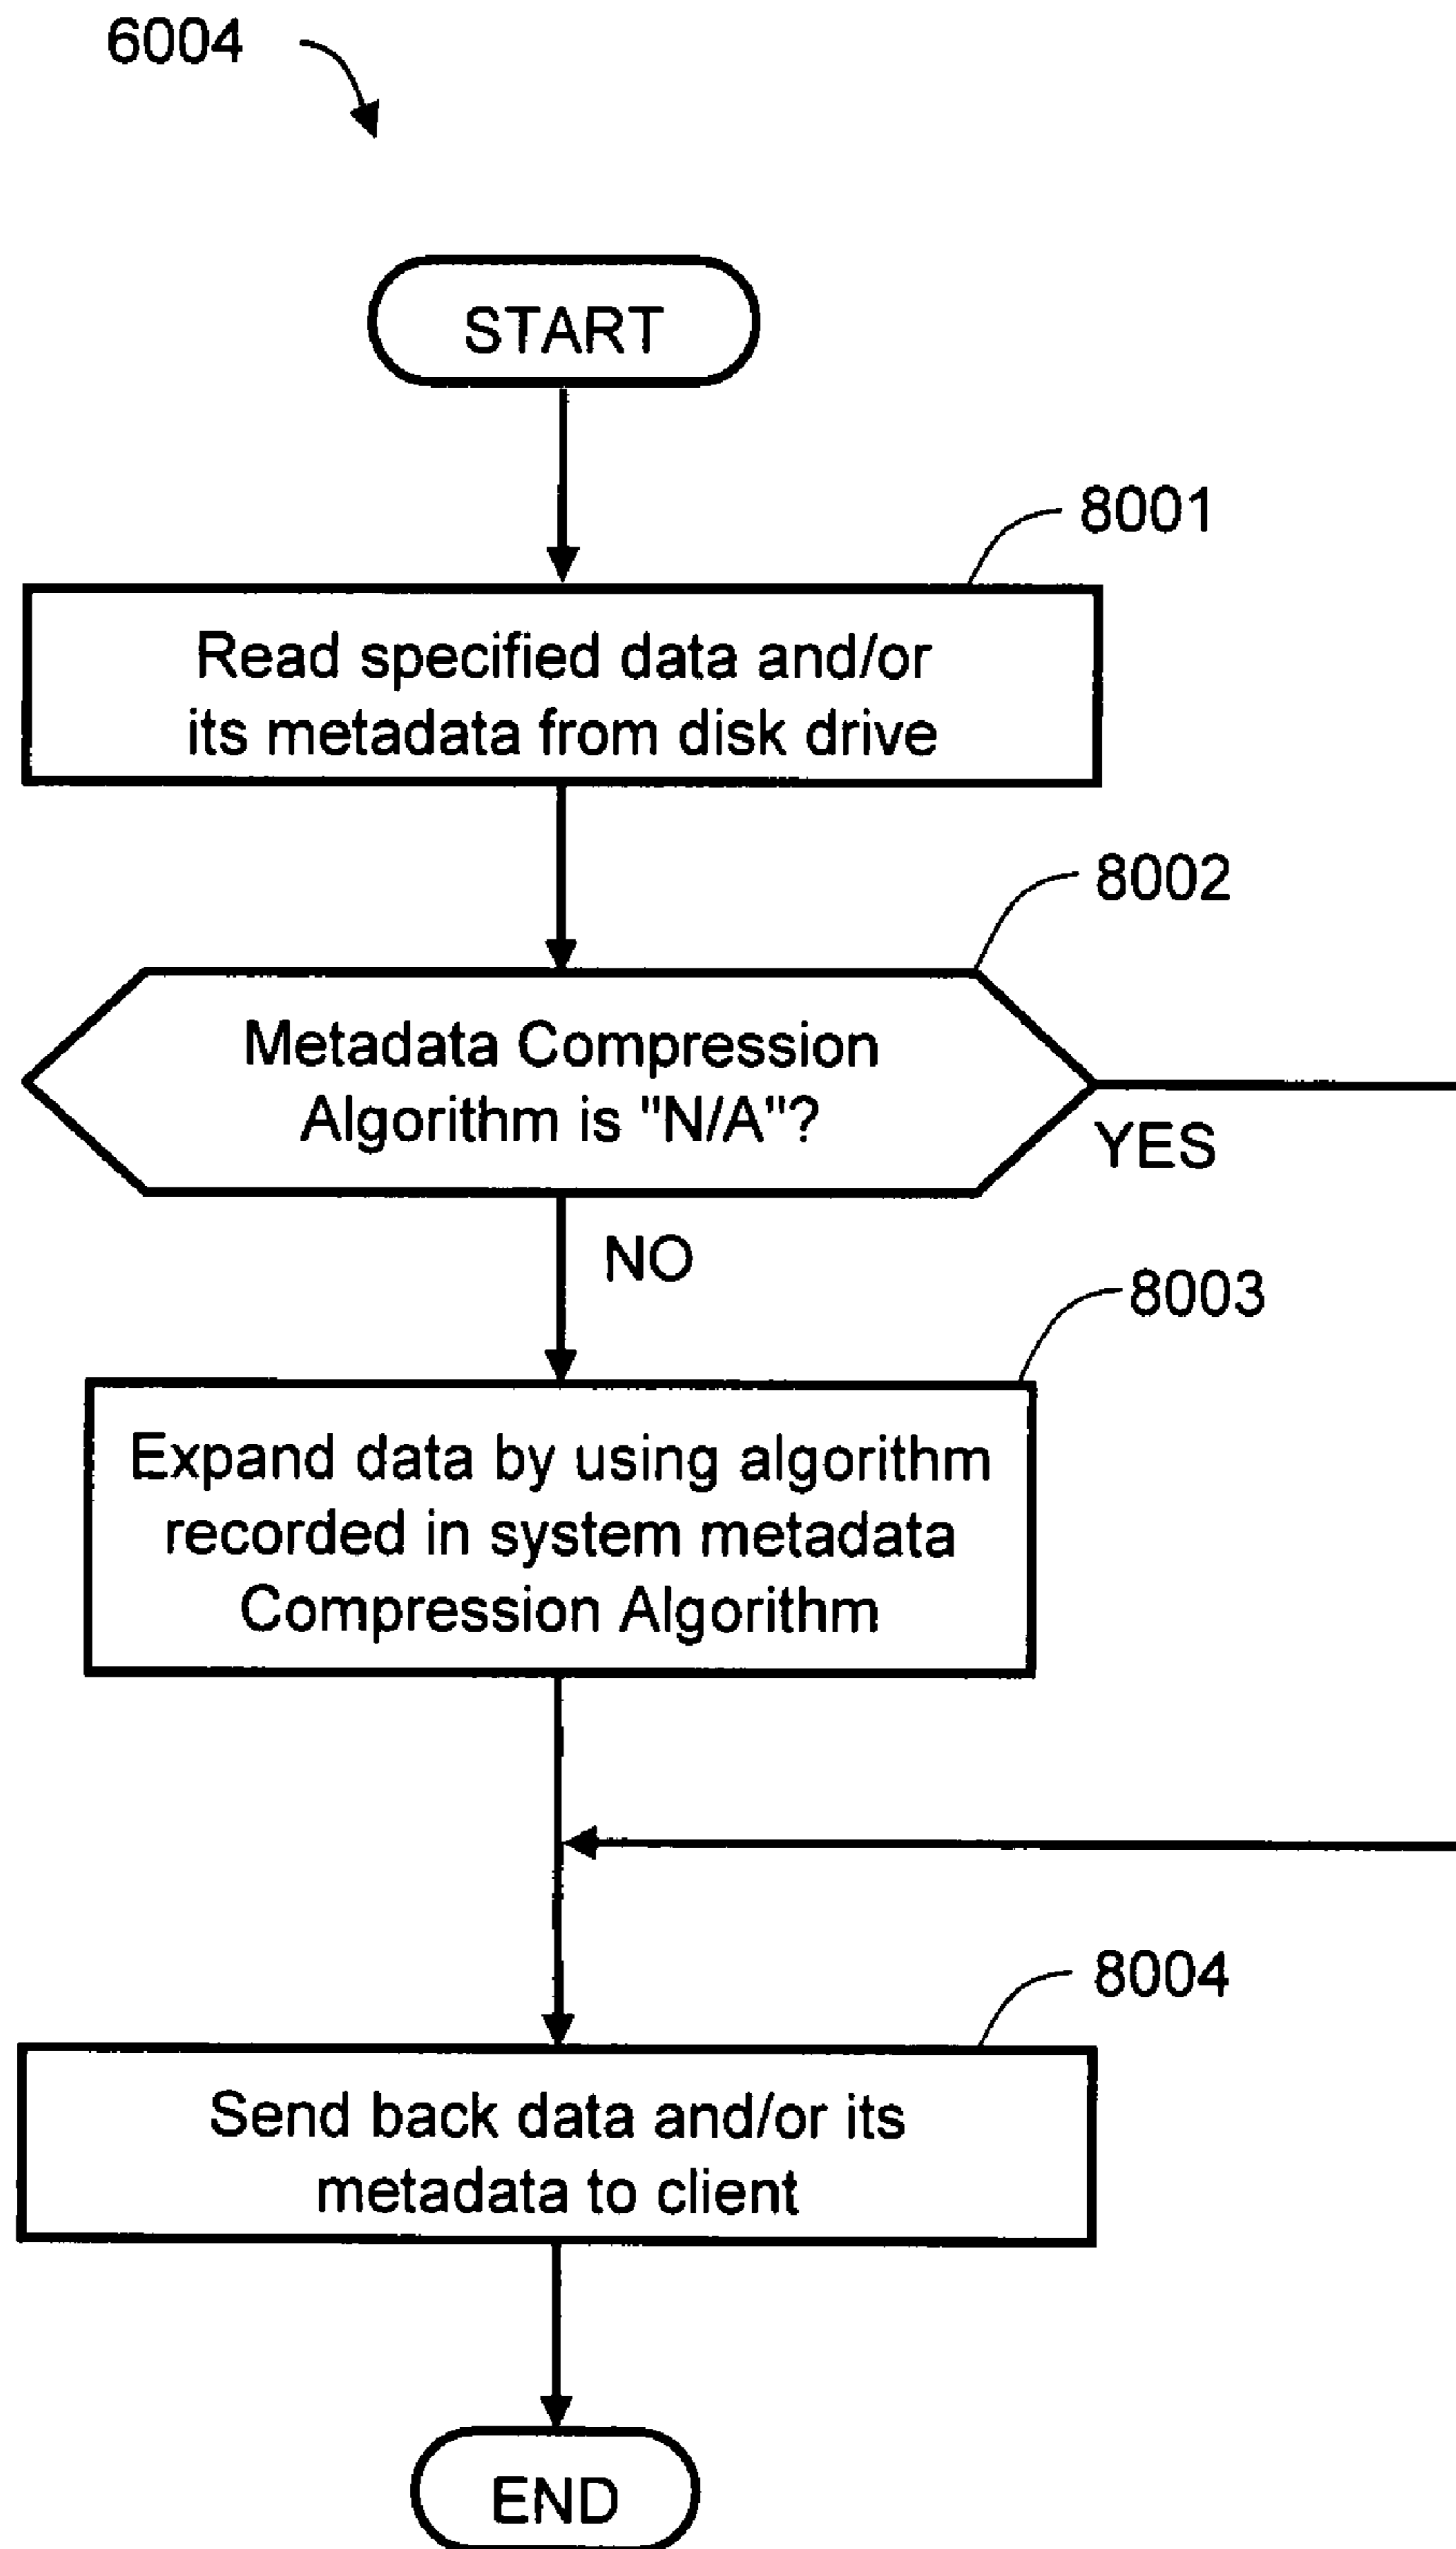 6004
START
8001
Read specified data and/or
its metadata from disk drive
8002
Metadata Compression
Algorithm is "N/A"?
YES
NO
8003
Expand data by using algorithm
recorded in system metadata
Compression Algorithm
8004
Send back data and/or its
metadata to client
END